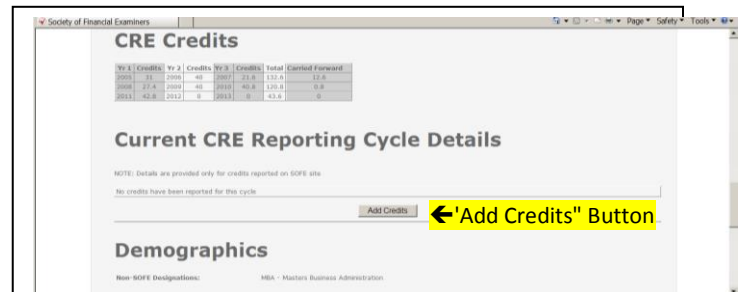 Society of Financial Examiners
Page Safety Tools
CRE Credits
Yr 1 Credits Yr 2 Credits Yr 3 Credits Total Carried Forward
2005 31 2006 40 2007 21.6 132.6 12.6
2008 27.4 2009 40 2010 40.8 120.8 0.8
2011 42.8 2012 0 2013 0 43.6 0
Current CRE Reporting Cycle Details
NOTE: Details are provided only for credits reported on SOFE site
No credits have been reported for this cycle
Add Credits
←'Add Credits" Button
Demographics
Non-SOFE Designations: MBA - Masters Business Administration